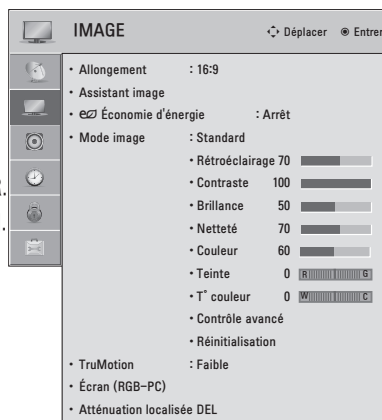 IMAGE Déplacer Entrer
• Allongement : 16:9
• Assistant image
• Économie d'énergie : Arrêt
• Mode image : Standard
• Rétroéclairage 70
• Contraste 100
• Brillance 50
• Netteté 70
• Couleur 60
• Teinte 0 R G
• T° couleur 0 W C
• Contrôle avancé
• Réinitialisation
• TruMotion : Faible
• Écran (RGB-PC)
• Atténuation localisée DEL